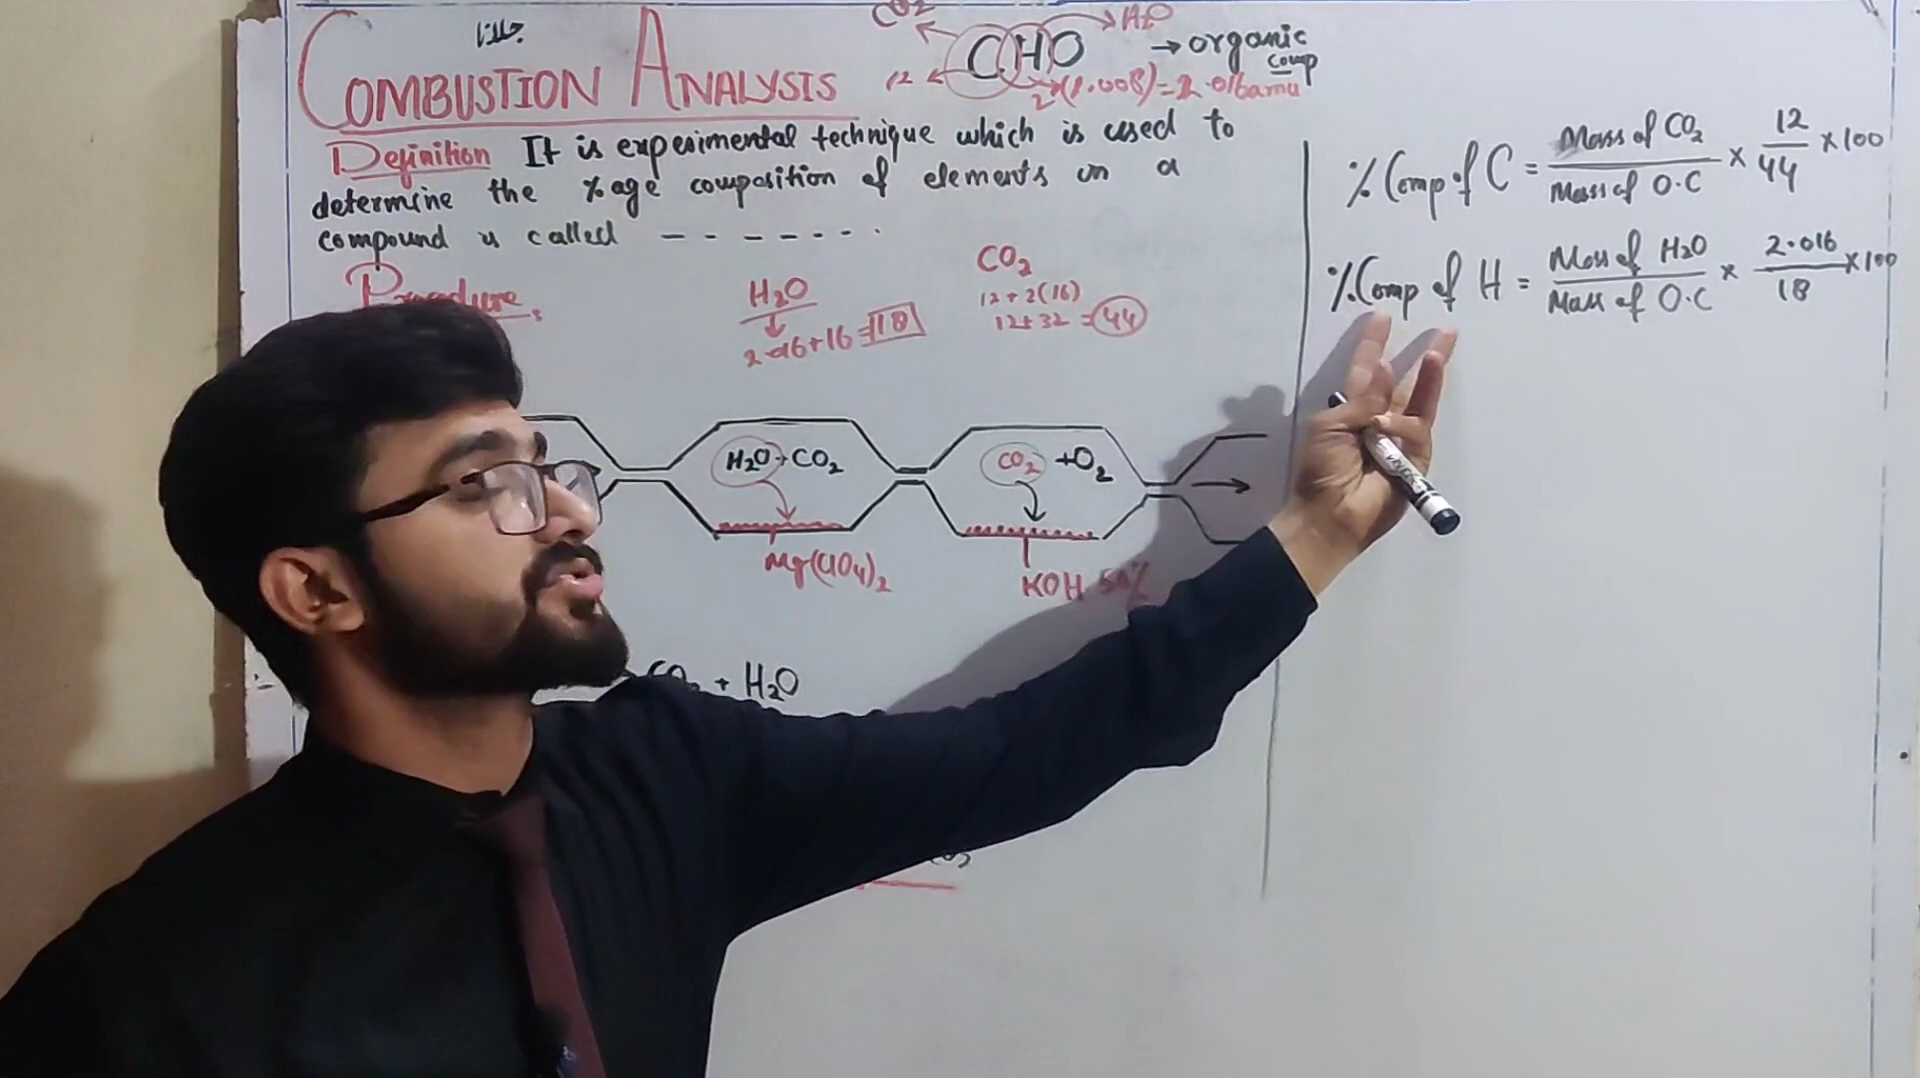 جلانا
COMBUSTION ANALYSIS
CO2
H2O
CHO → organic comp
12
2×(1.008)=2.016amu
Definition It is experimental technique which is used to
determine the %age composition of elements in a
compound is called - - - - - - -
Procedure
H2O
2.016+16=18
CO2
12+2(16)
12+32 = 44
H2O+CO2
Mg(ClO4)2
CO2 +O2
KOH 50%
CO2 + H2O
%Comp of C = Mass of CO2 / Mass of O.C × 12/44 ×100
%Comp of H = Mass of H2O / Mass of O.C × 2.016/18 ×100